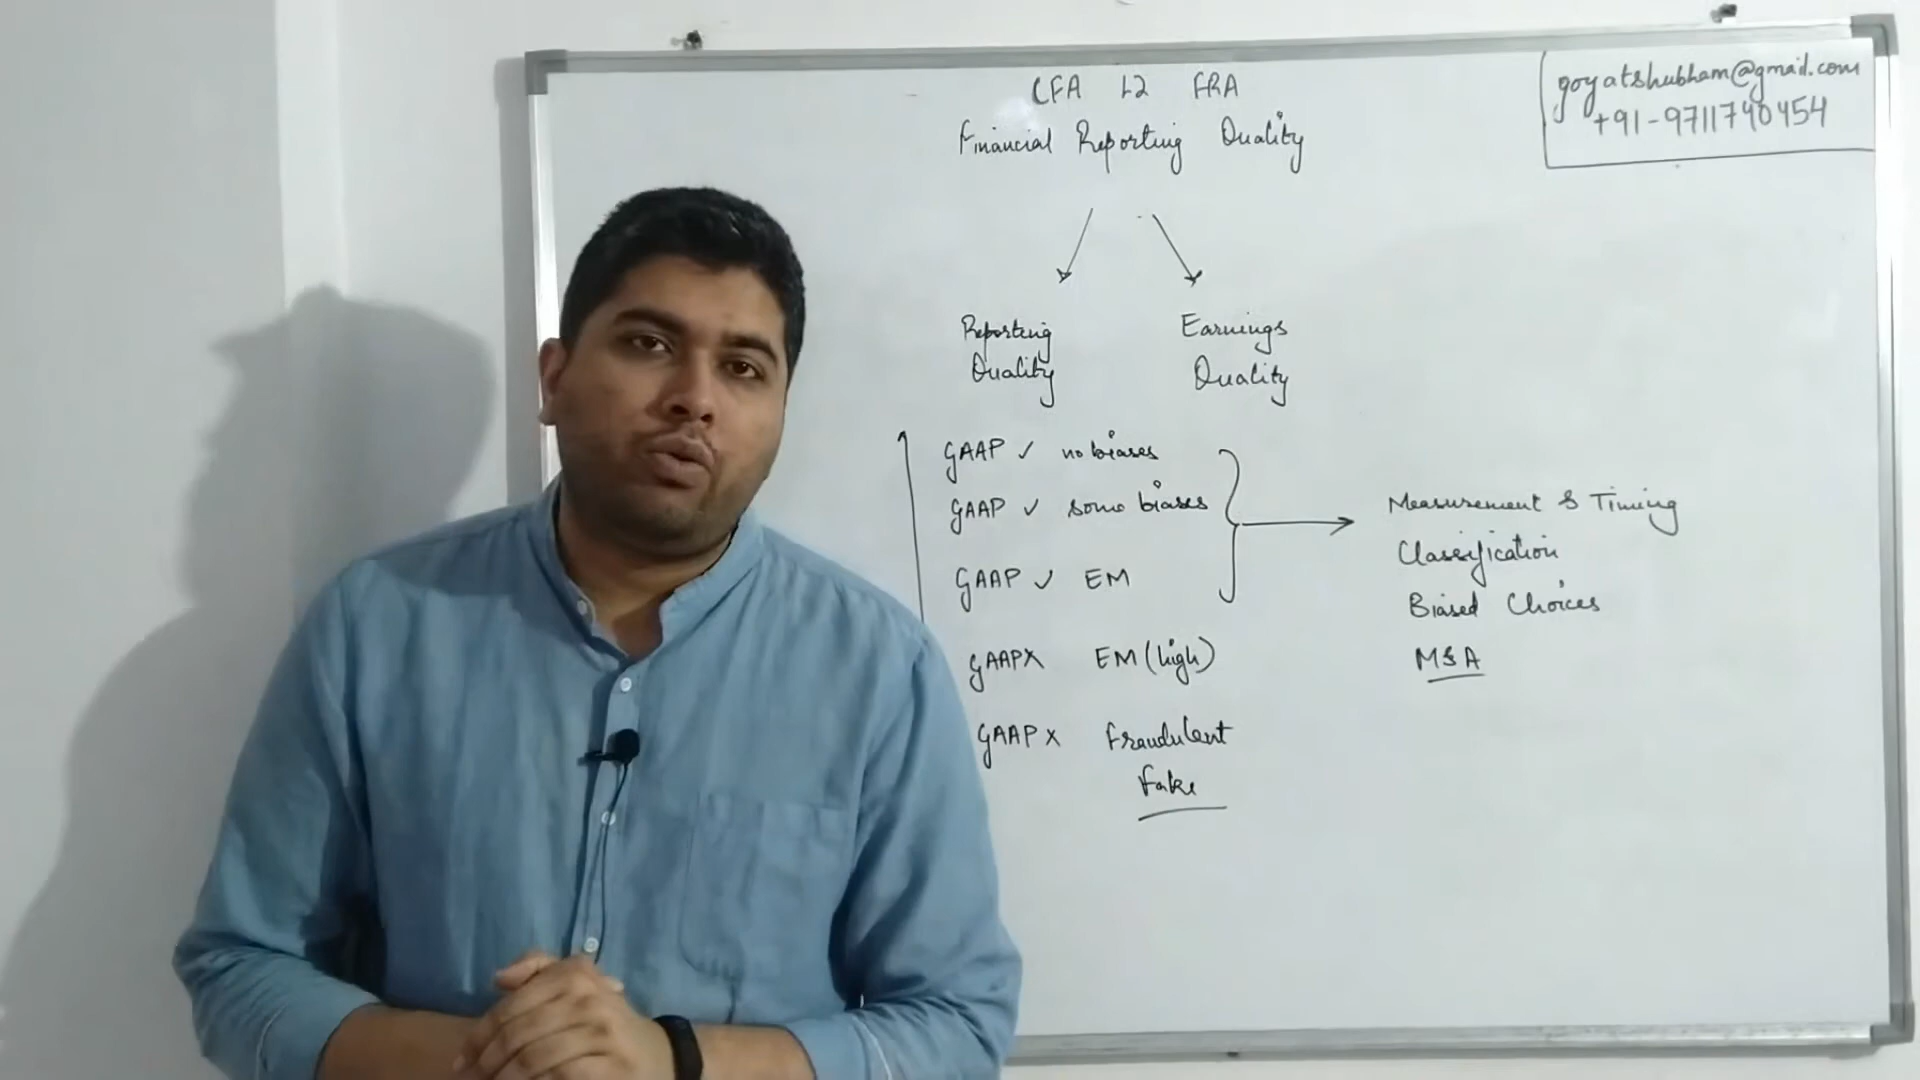 CFA L2 FRA
Financial Reporting Quality
goyatshubham@gmail.com
+91-9711740454
Reporting Quality
Earnings Quality
GAAP ✓ no biases
GAAP ✓ some biases
GAAP ✓ EM
GAAP X EM (high)
GAAP X Fraudulent
Fake
Measurement & Timing
Classification
Biased Choices
M&A